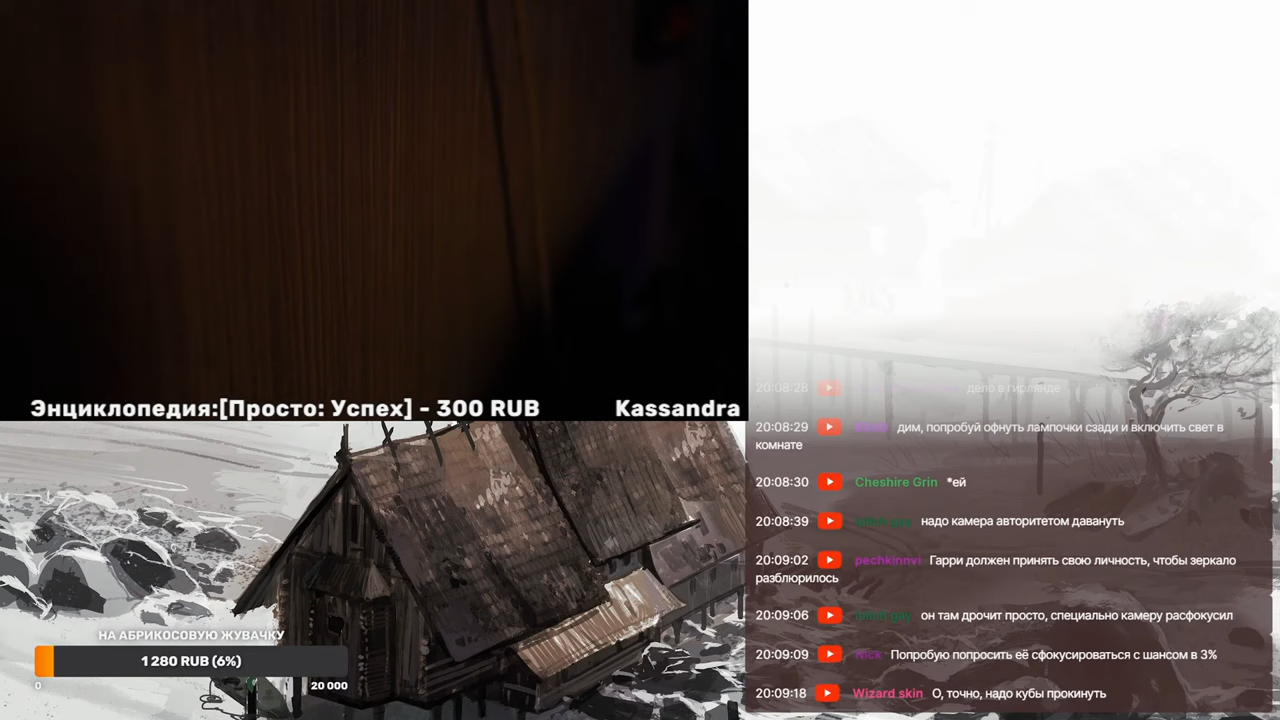 Энциклопедия:[Просто: Успех] - 300 RUB
Kassandra
20:08:28 дело в гирлянде
20:08:29 дим, попробуй офнуть лампочки сзади и включить свет в
комнате
20:08:30 Cheshire Grin *ей
20:08:39 надо камера авторитетом давануть
20:09:02 pechkinnvi Гарри должен принять свою личность, чтобы зеркало
разблюрилось
20:09:06 он там дрочит просто, специально камеру расфокусил
20:09:09 Nick Попробую попросить её сфокусироваться с шансом в 3%
20:09:18 Wizard skin О, точно, надо кубы прокинуть
НА АБРИКОСОВУЮ ЖУВАЧКУ
1 280 RUB (6%)
0
20 000